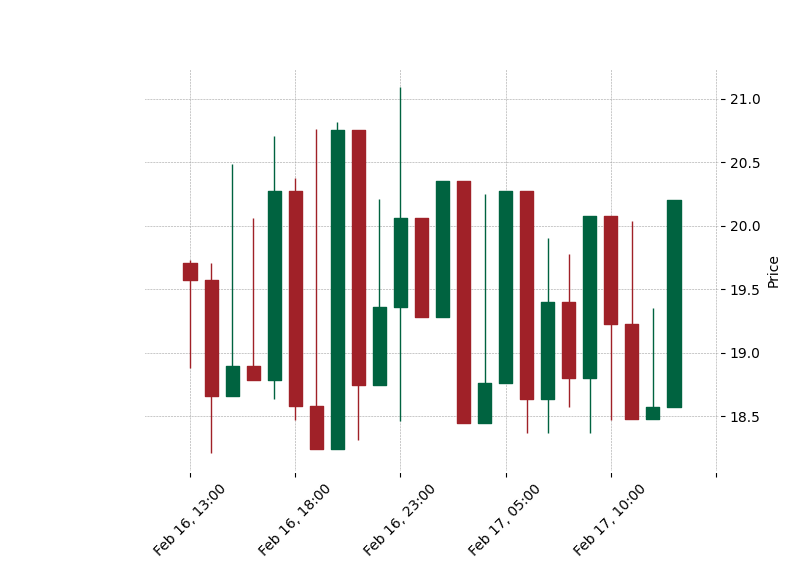 21.0
20.5
20.0
19.5
19.0
18.5
Price
Feb 16, 13:00
Feb 16, 18:00
Feb 16, 23:00
Feb 17, 05:00
Feb 17, 10:00